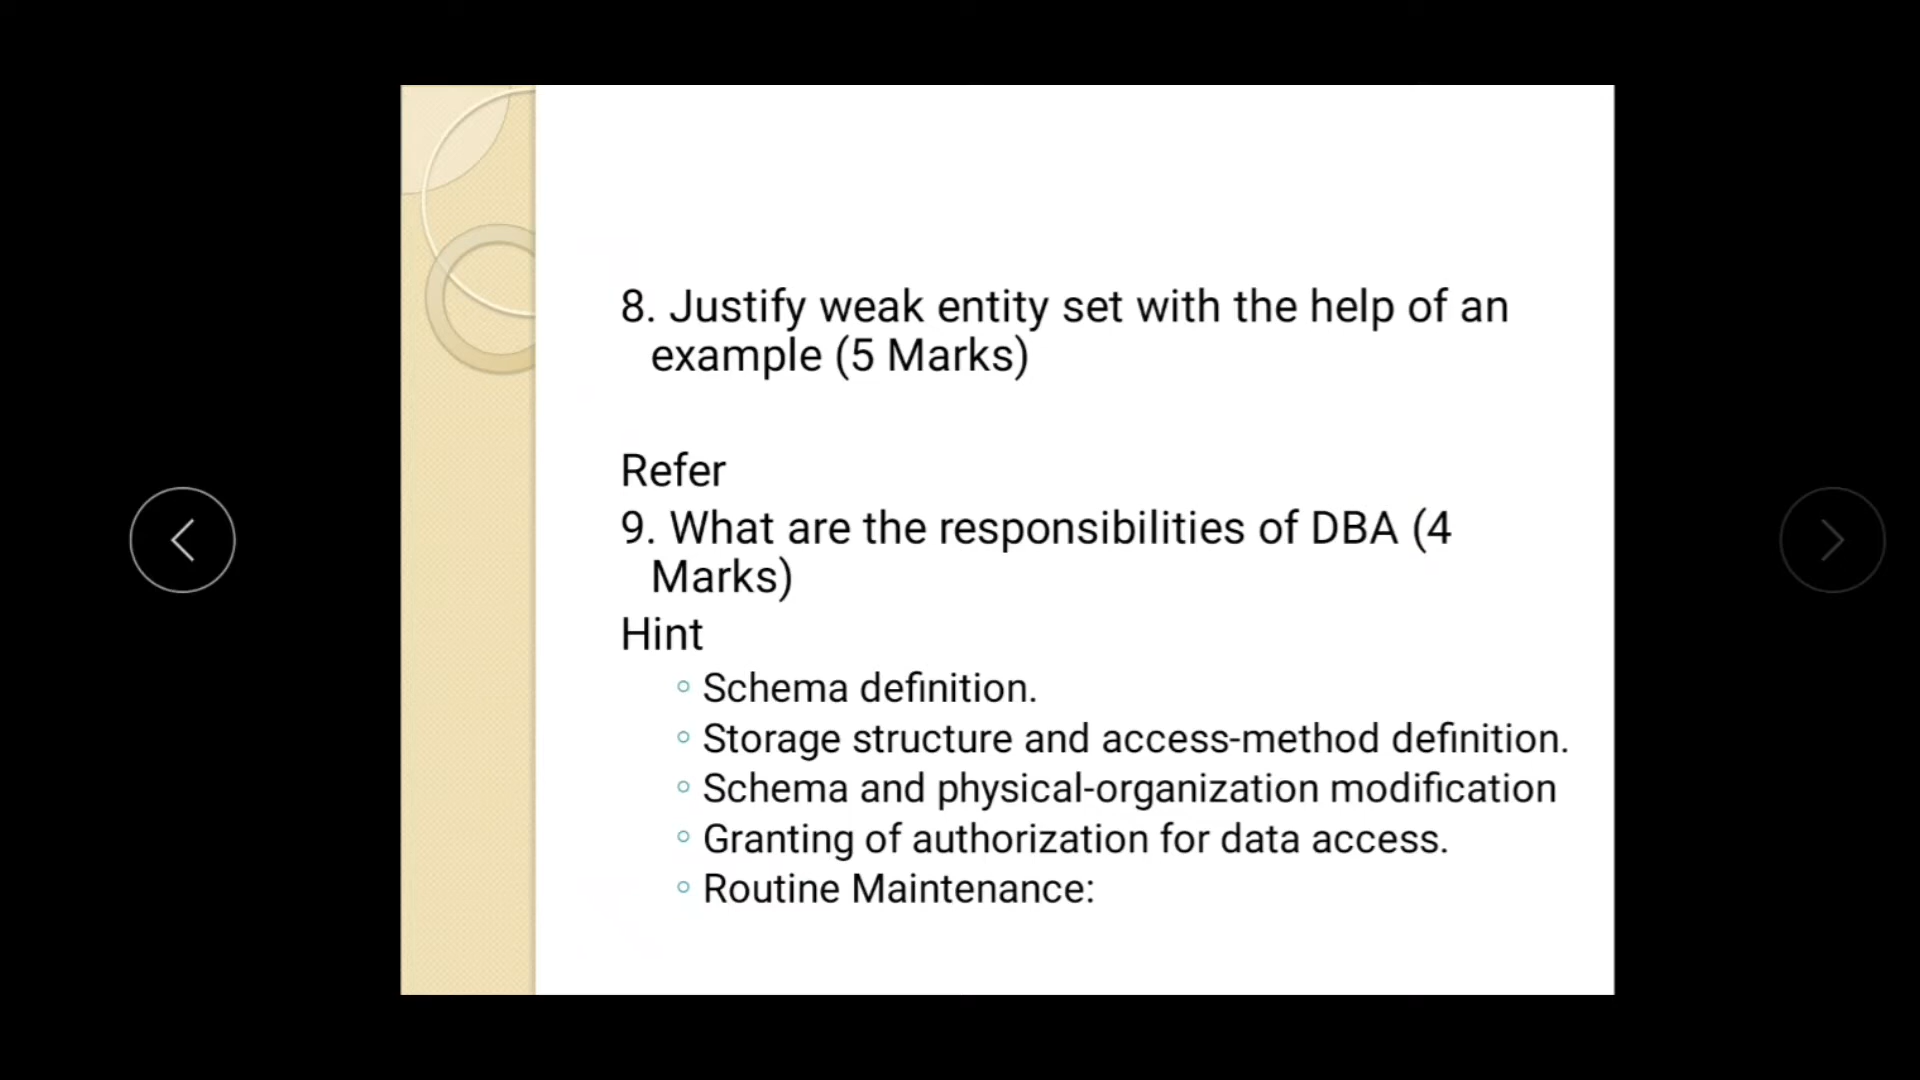 8. Justify weak entity set with the help of an
example (5 Marks)
Refer
9. What are the responsibilities of DBA (4
Marks)
Hint
◦ Schema definition.
◦ Storage structure and access-method definition.
◦ Schema and physical-organization modification
◦ Granting of authorization for data access.
◦ Routine Maintenance: